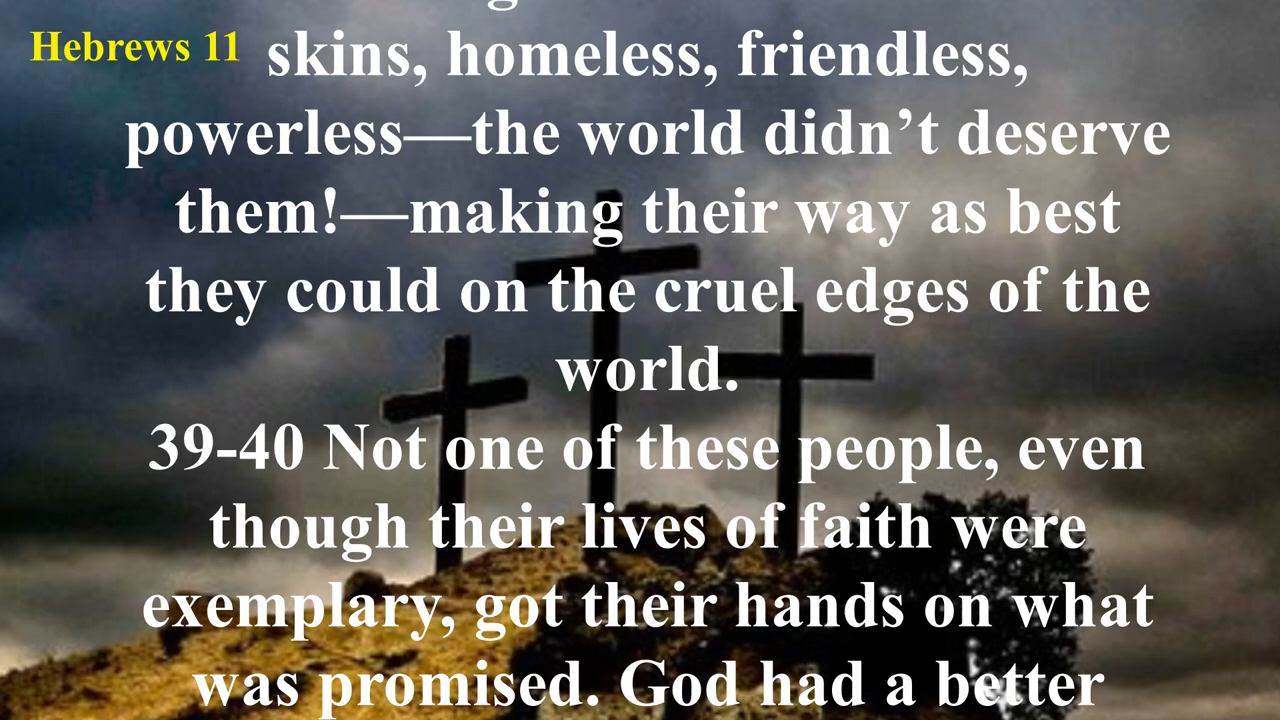 Hebrews 11
skins, homeless, friendless,
powerless—the world didn’t deserve
them!—making their way as best
they could on the cruel edges of the
world.
39-40 Not one of these people, even
though their lives of faith were
exemplary, got their hands on what
was promised. God had a better